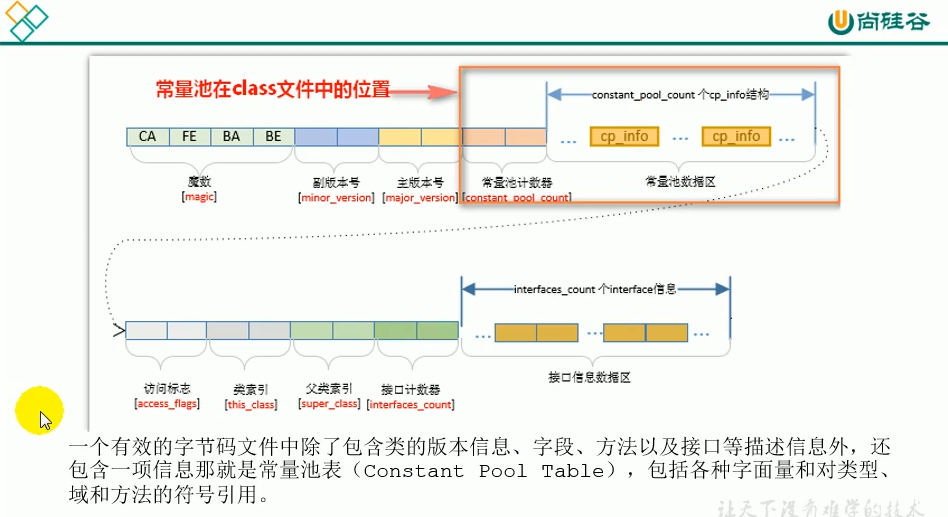 尚硅谷
常量池在class文件中的位置
constant_pool_count 个cp_info结构
CA FE BA BE ... cp_info ... cp_info ...
魔数 副版本号 主版本号 常量池计数器 常量池数据区
[magic] [minor_version] [major_version] [constant_pool_count]
interfaces_count 个interface信息
... ... ...
访问标志 类索引 父类索引 接口计数器 接口信息数据区
[access_flags] [this_class] [super_class] [interfaces_count]
一个有效的字节码文件中除了包含类的版本信息、字段、方法以及接口等描述信息外，还
包含一项信息那就是常量池表（Constant Pool Table），包括各种字面量和对类型、
域和方法的符号引用。
让天下没有难学的技术